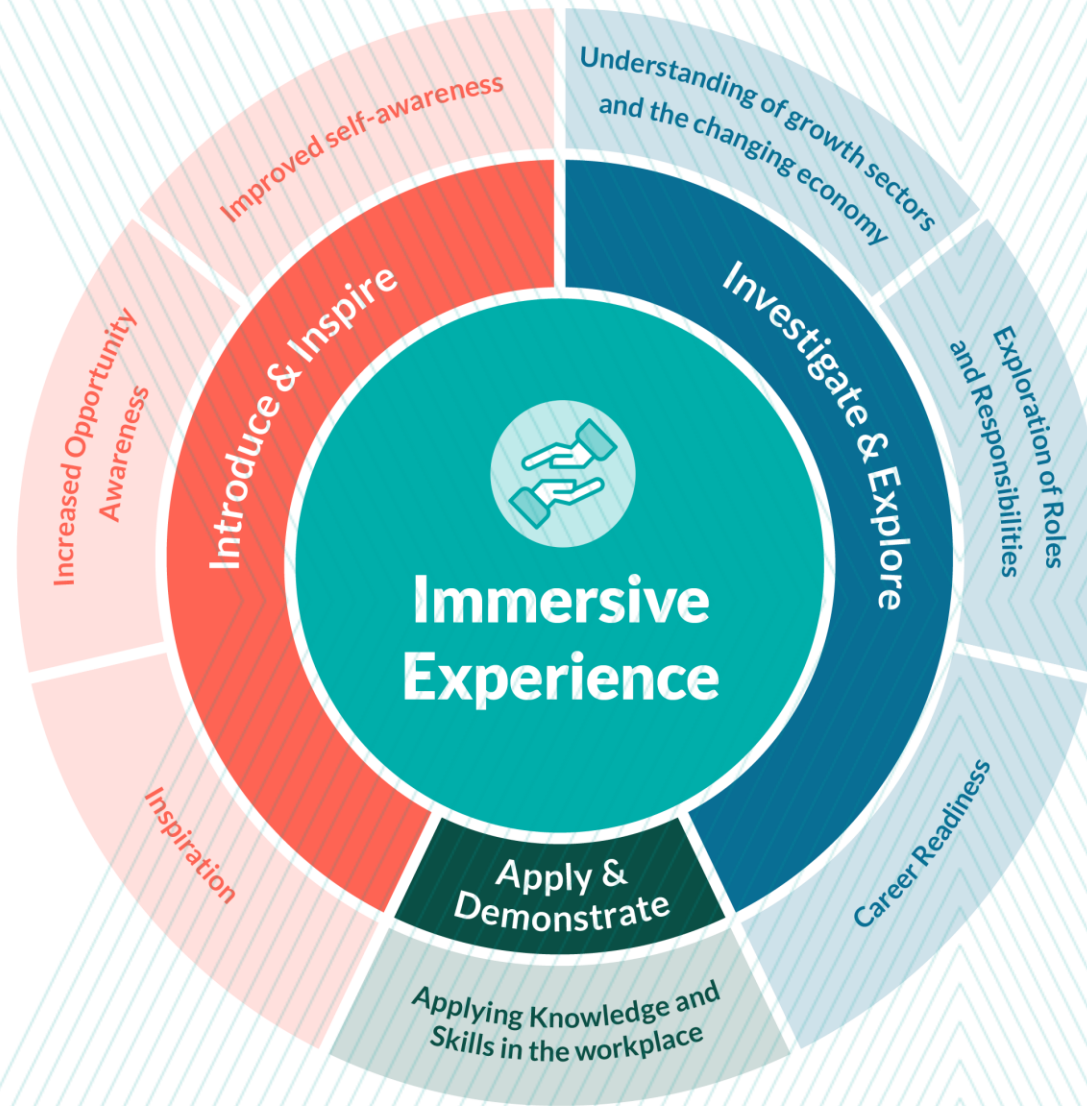 Improved self-awareness
Understanding of growth sectors
and the changing economy
Increased Opportunity
Awareness
Introduce & Inspire
Investigate & Explore
Exploration of Roles
and Responsibilities
Immersive
Experience
Inspiration
Career Readiness
Apply &
Demonstrate
Applying Knowledge and
Skills in the workplace